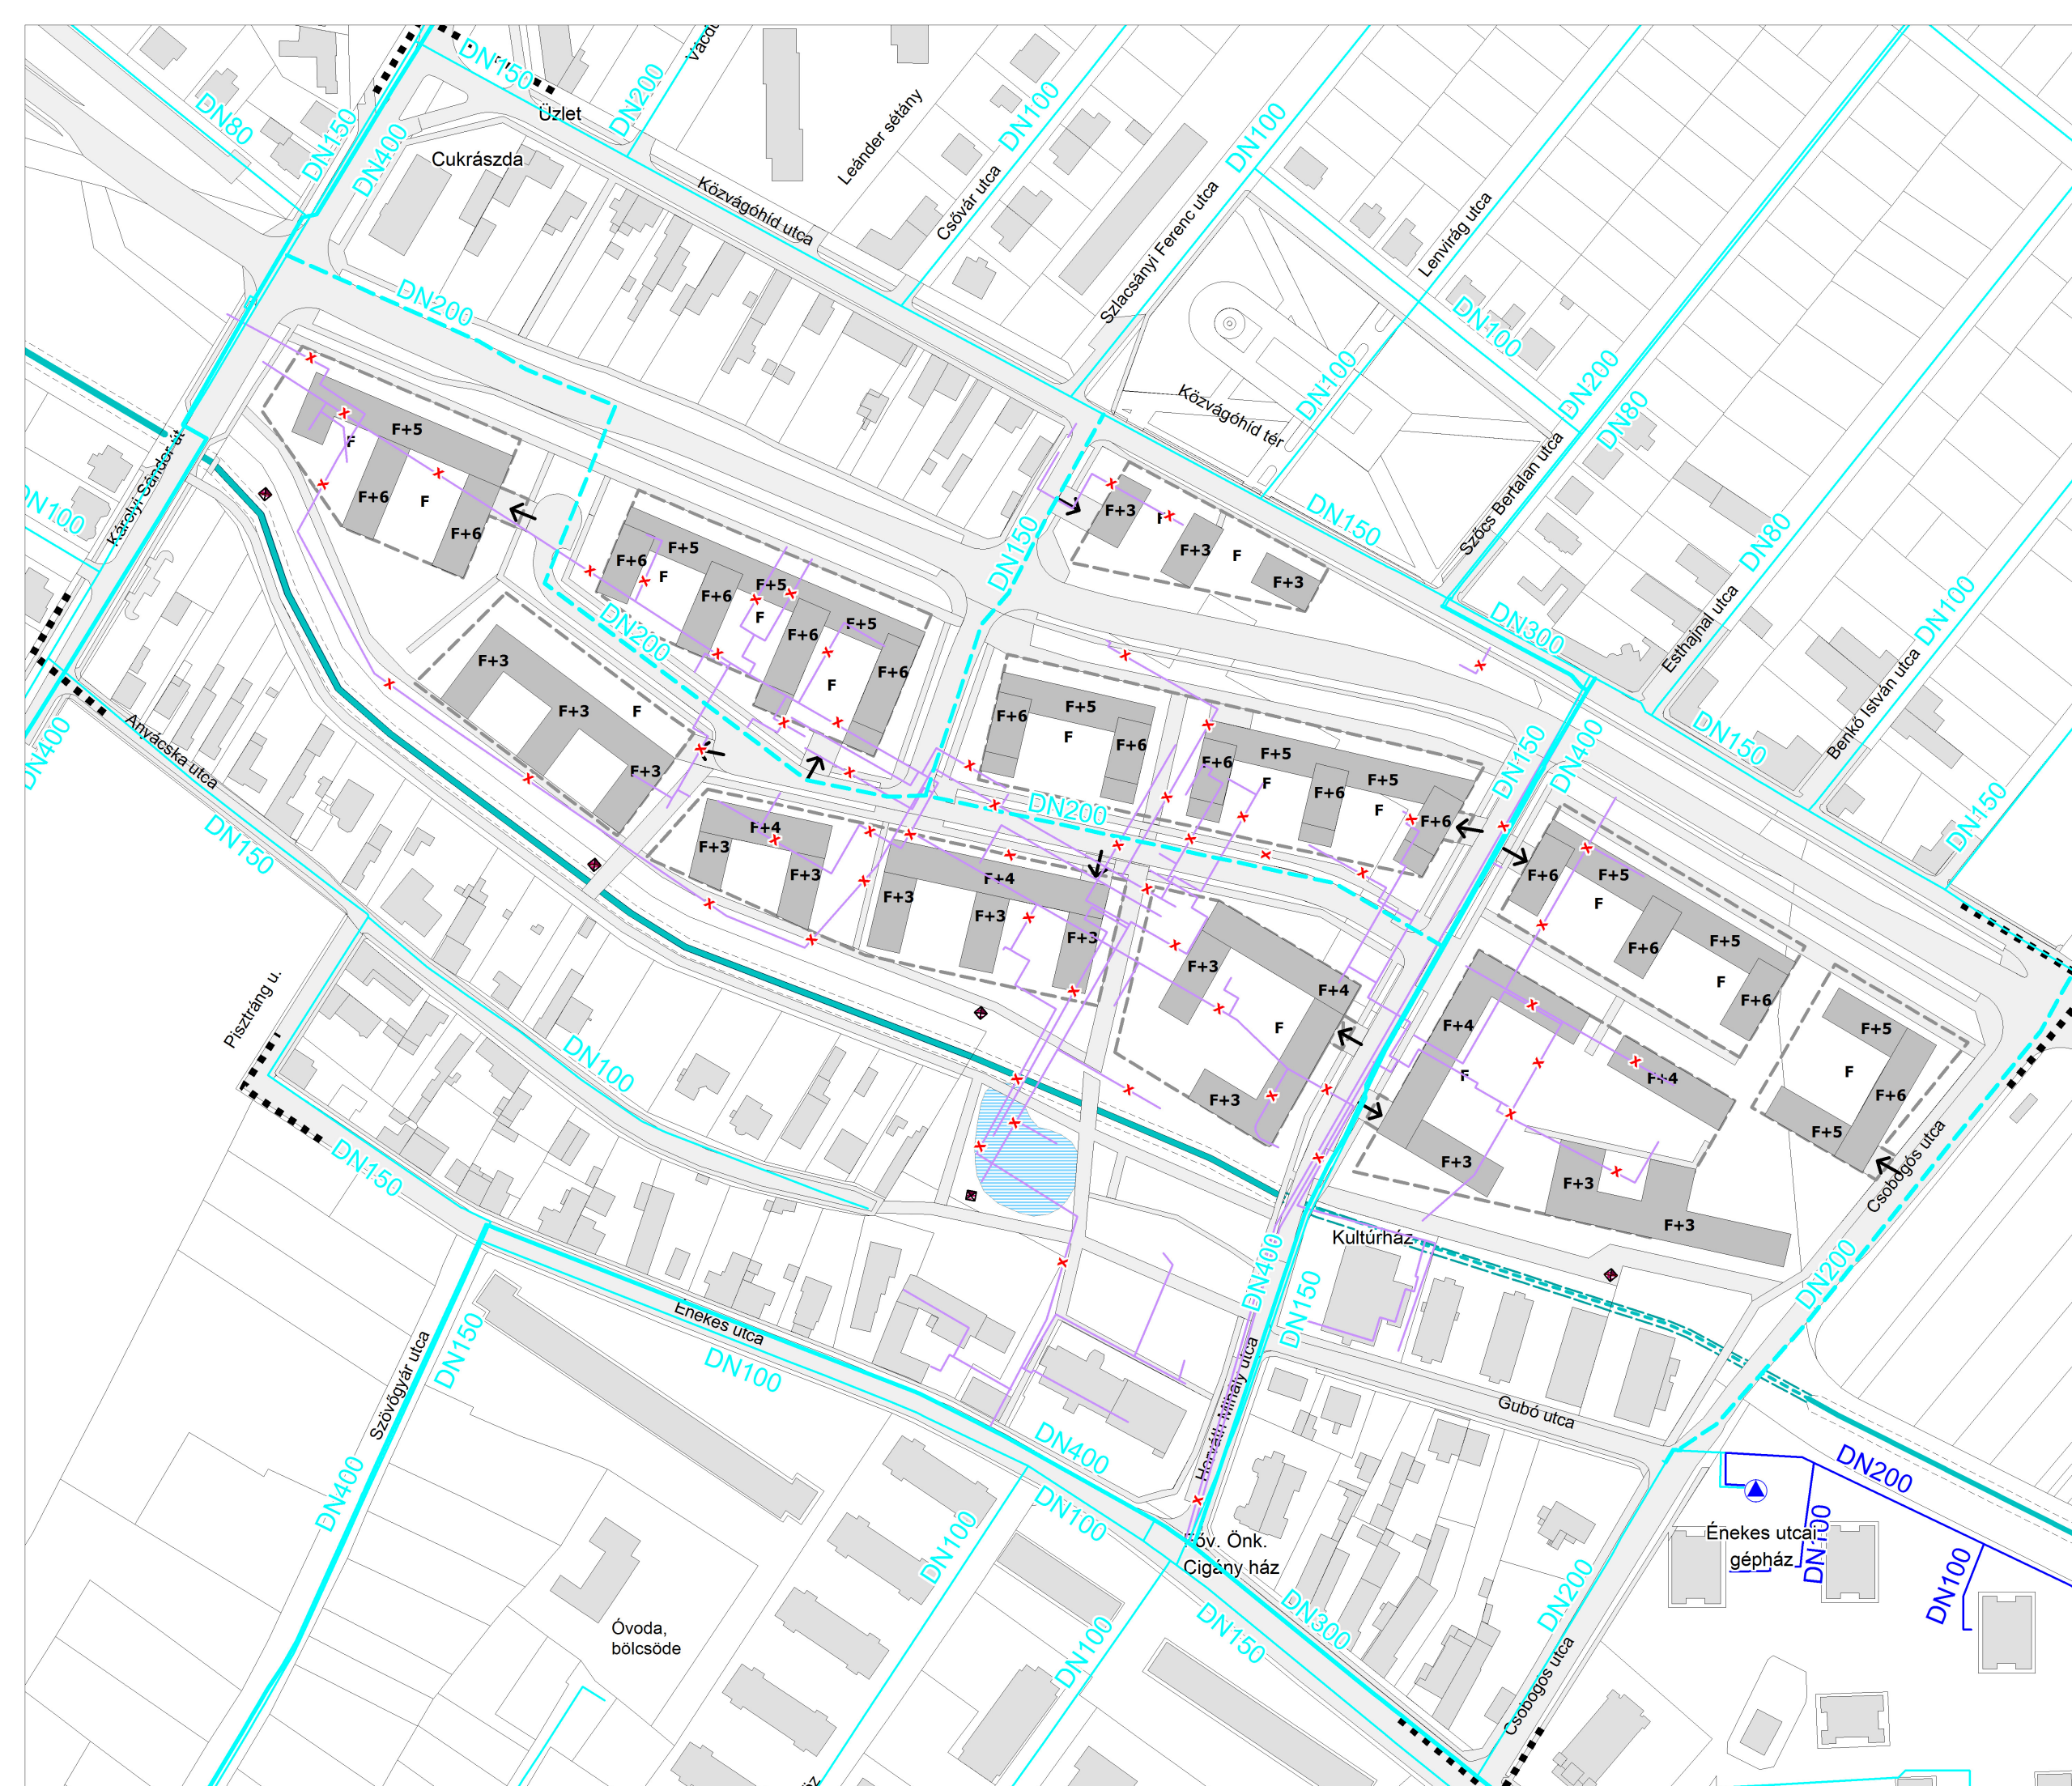 DN150
Üzlet
DN200
DN80
DN150
DN400
Cukrászda
Leánder sétány
DN100
Csővár utca
Közvágóhíd utca
Szlacsányi Ferenc utca
DN100
Lenvirág utca
DN100
DN200
DN80
DN200
Közvágóhíd tér
DN100
DN150
Szőcs Bertalan utca
DN80
DN100
Károlyi Sándor út
DN100
F+5
F
F+6
F
F+6
DN150
F+3
F
F+3
F
F+3
F+6
F+5
F
F+6
F+5
F
F+6
F+5
F
F+6
DN200
DN300
Esthajnal utca
Benkó István utca
DN150
DN150
F+3
F+3
F
F+3
Anyácska utca
DN400
DN150
F+6
F+5
F
F+6
DN200
F+6
F+5
F
F+6
F+5
F
F+6
DN150
DN400
F+4
F+3
F+3
F+4
F+3
F+3
F+3
F+3
F+4
F
F+3
F+6
F+5
F
F+6
F+5
F
F+6
F+4
F
F+4
F+3
F+3
F+3
F+5
F
F+6
F+5
Csobogós utca
DN200
Pisztráng u.
DN100
DN150
Kultúrház
DN400
DN150
Énekes utca
Szövőgyár utca
DN150
DN100
DN400
DN400
Horváth Mihály utca
Gubó utca
DN100
DN100
Föv. Önk.
Cigány ház
DN200
DN200
Énekes utcai
gépház
DN100
DN100
Óvoda,
bölcsöde
DN100
DN150
DN300
Csobogós utca